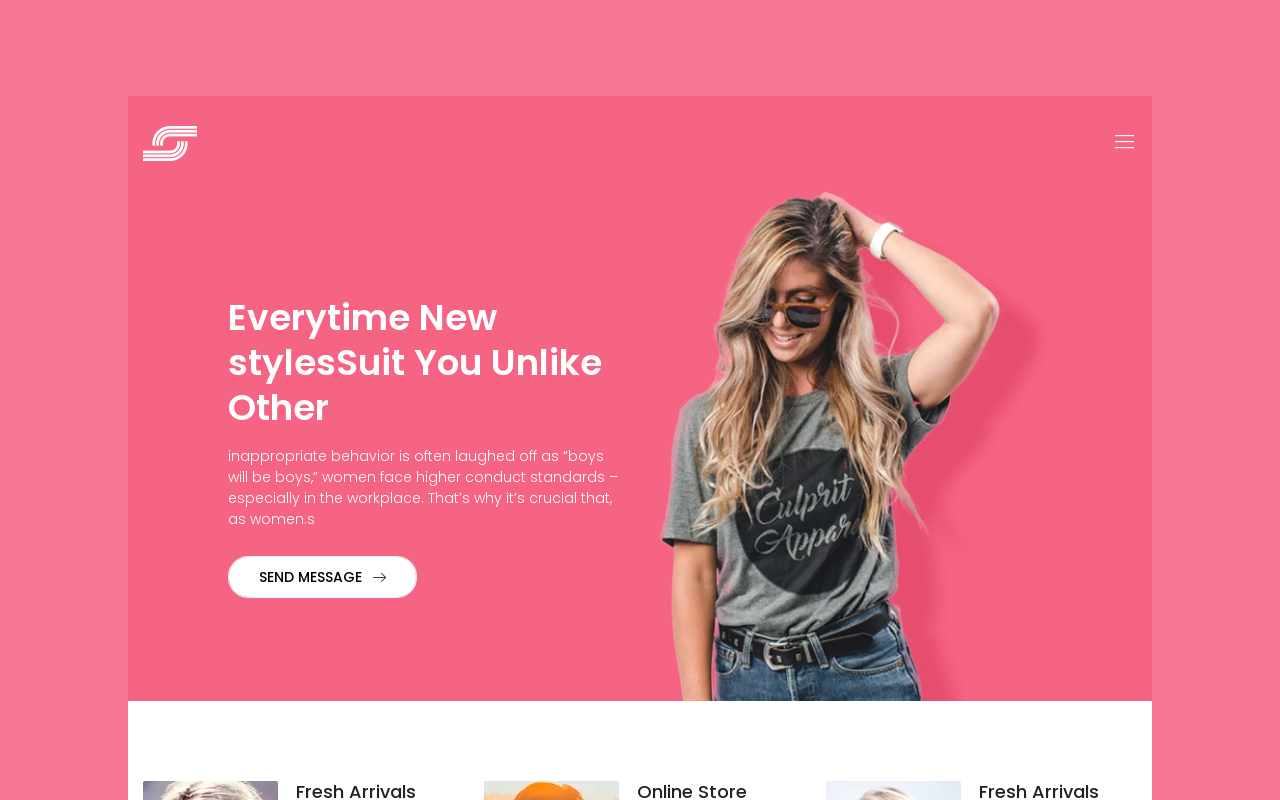 Everytime New
stylesSuit You Unlike
Other
inappropriate behavior is often laughed off as “boys
will be boys,” women face higher conduct standards –
especially in the workplace. That’s why it’s crucial that,
as women.s
SEND MESSAGE
Culprit
Appare
Fresh Arrivals
Online Store
Fresh Arrivals